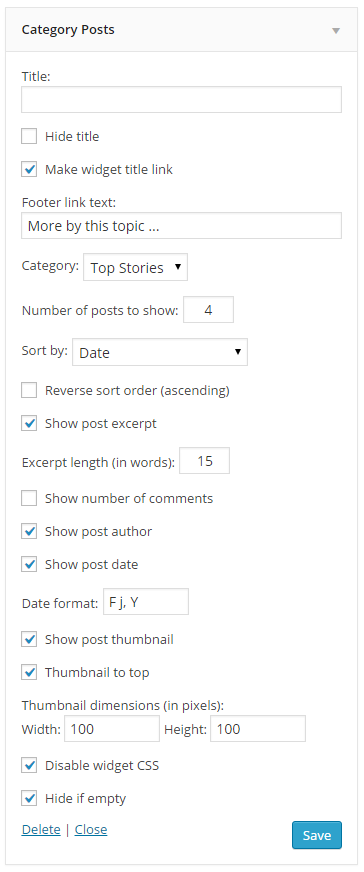 Category Posts
Title:
Hide title
Make widget title link
Footer link text:
More by this topic ...
Category: Top Stories
Number of posts to show: 4
Sort by: Date
Reverse sort order (ascending)
Show post excerpt
Excerpt length (in words): 15
Show number of comments
Show post author
Show post date
Date format: F j, Y
Show post thumbnail
Thumbnail to top
Thumbnail dimensions (in pixels):
Width: 100 Height: 100
Disable widget CSS
Hide if empty
Delete | Close Save